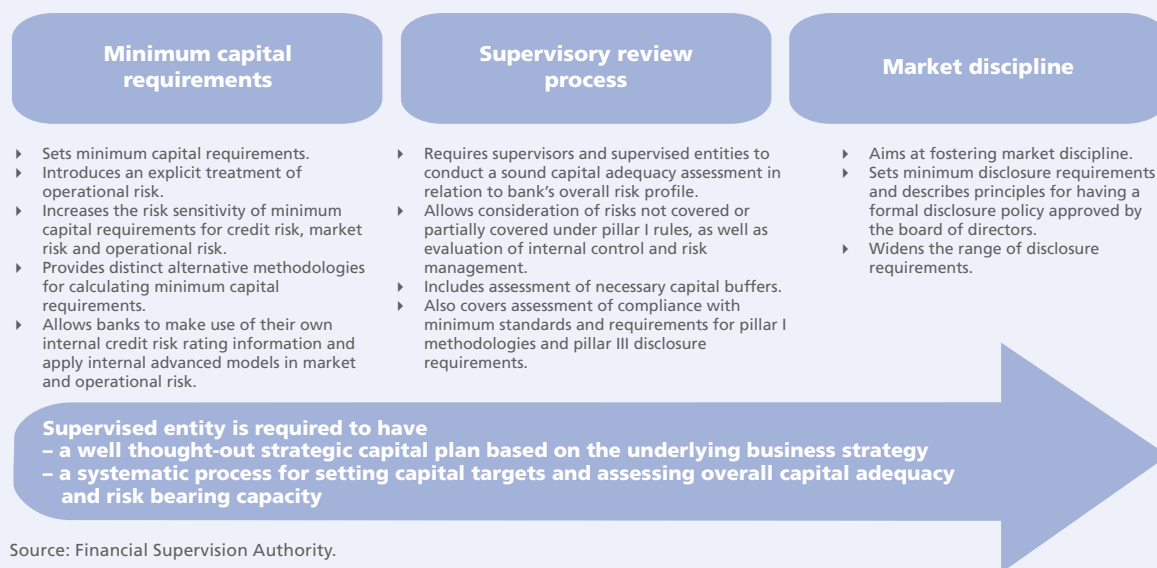 Minimum capital
requirements
Supervisory review
process
Market discipline
Sets minimum capital requirements.
Introduces an explicit treatment of
operational risk.
Increases the risk sensitivity of minimum
capital requirements for credit risk, market
risk and operational risk.
Provides distinct alternative methodologies
for calculating minimum capital
requirements.
Allows banks to make use of their own
internal credit risk rating information and
apply internal advanced models in market
and operational risk.
Requires supervisors and supervised entities to
conduct a sound capital adequacy assessment in
relation to bank's overall risk profile.
Allows consideration of risks not covered or
partially covered under pillar I rules, as well as
evaluation of internal control and risk
management.
Includes assessment of necessary capital buffers.
Also covers assessment of compliance with
minimum standards and requirements for pillar I
methodologies and pillar III disclosure
requirements.
Aims at fostering market discipline.
Sets minimum disclosure requirements
and describes principles for having a
formal disclosure policy approved by
the board of directors.
Widens the range of disclosure
requirements.
Supervised entity is required to have
– a well thought-out strategic capital plan based on the underlying business strategy
– a systematic process for setting capital targets and assessing overall capital adequacy
and risk bearing capacity
Source: Financial Supervision Authority.